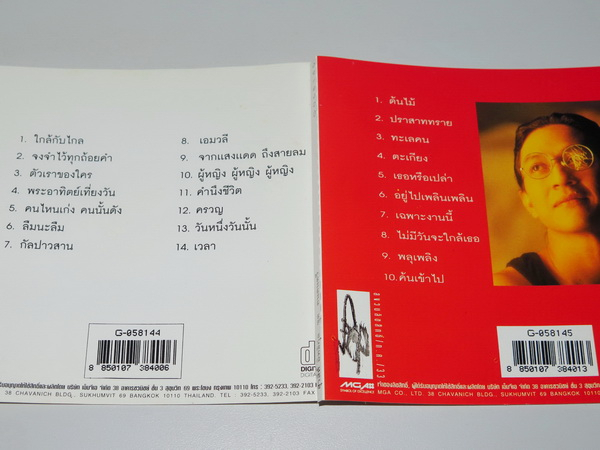 1. ใกล้กับไกล
2. จงจำไว้ทุกถ้อยคำ
3. ตัวเราของใคร
4. พระอาทิตย์เที่ยงวัน
5. คนไหนเก่ง คนนั้นดัง
6. ลืมนะลืม
7. กัลปาวสาน
8. เอมวลี
9. จากแสงแดด ถึงสายลม
10. ผู้หญิง ผู้หญิง ผู้หญิง
11. คำนึงชีวิต
12. ครวญ
13. วันหนึ่งวันนั้น
14. เวลา
G-058144
8 850107 384006
38 CHAVANICH BLDG., SUKHUMVIT 69 BANGKOK 10110 THAILAND. TEL : 392-5233, 392-2103 FAX
1. ต้นไม้
2. ปราสาททราย
3. ทะเลคน
4. ตะเกียง
5. เธอหรือเปล่า
6. อยู่ไปเพลินเพลิน
7. เฉพาะงานนี้
8. ไม่มีวันจะใกล้เธอ
9. พลุเพลิง
10. ค้นเข้าไป
G-058145
8 850107 384013
MGA
MGA CO., LTD. 38 CHAVANICH BLDG., SUKHUMVIT 69 BANGKOK 10110